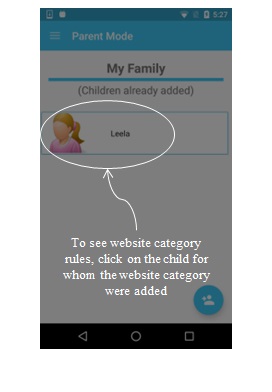 5:27
Parent Mode
My Family
(Children already added)
Leela
To see website category
rules, click on the child for
whom the website category
were added